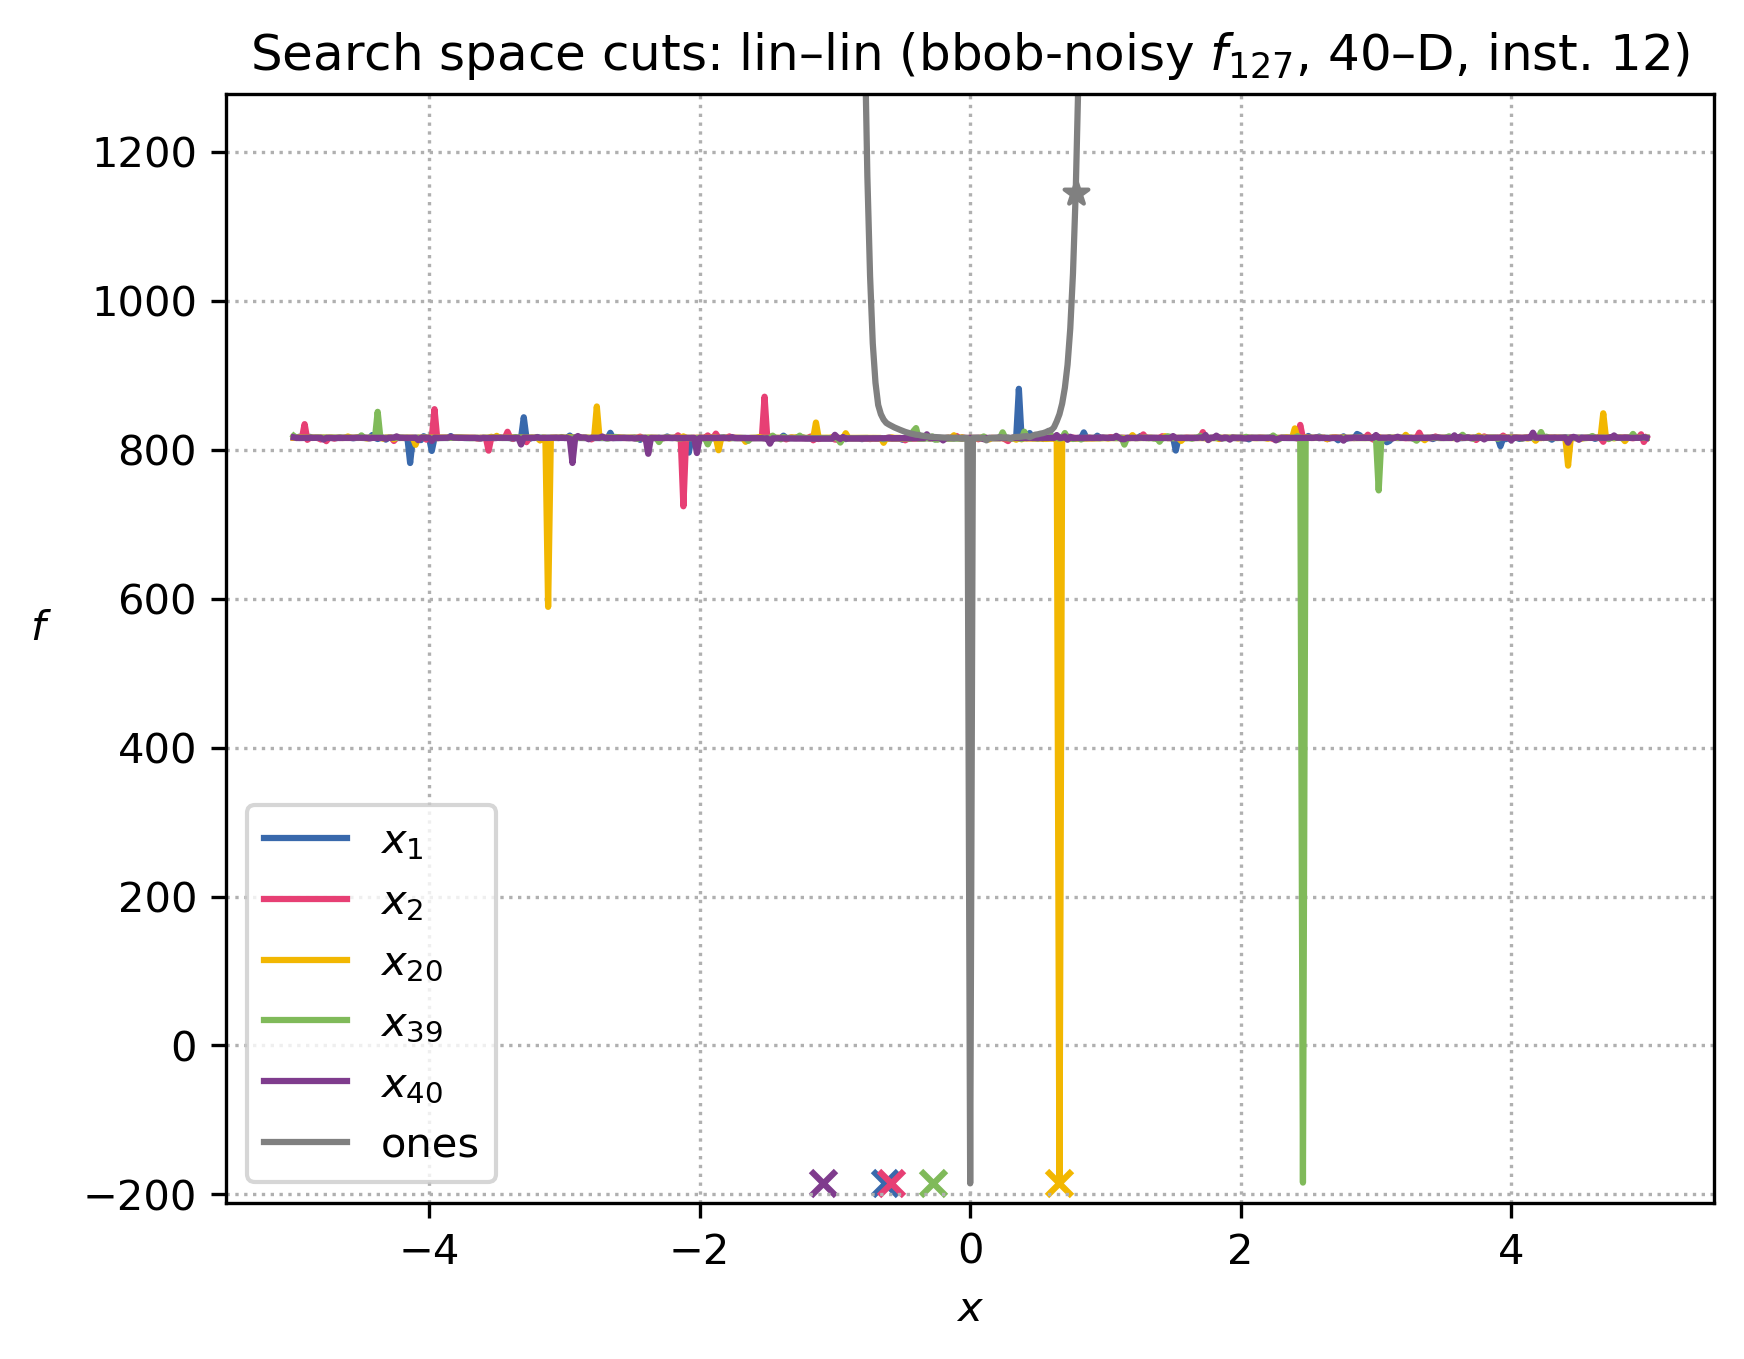 Search space cuts: lin–lin (bbob-noisy f₁₂₇, 40–D, inst. 12)
1200
1000
800
600
f
400
200
0
−200
x₁
x₂
x₂₀
x₃₉
x₄₀
ones
−4 −2 0 2 4
x